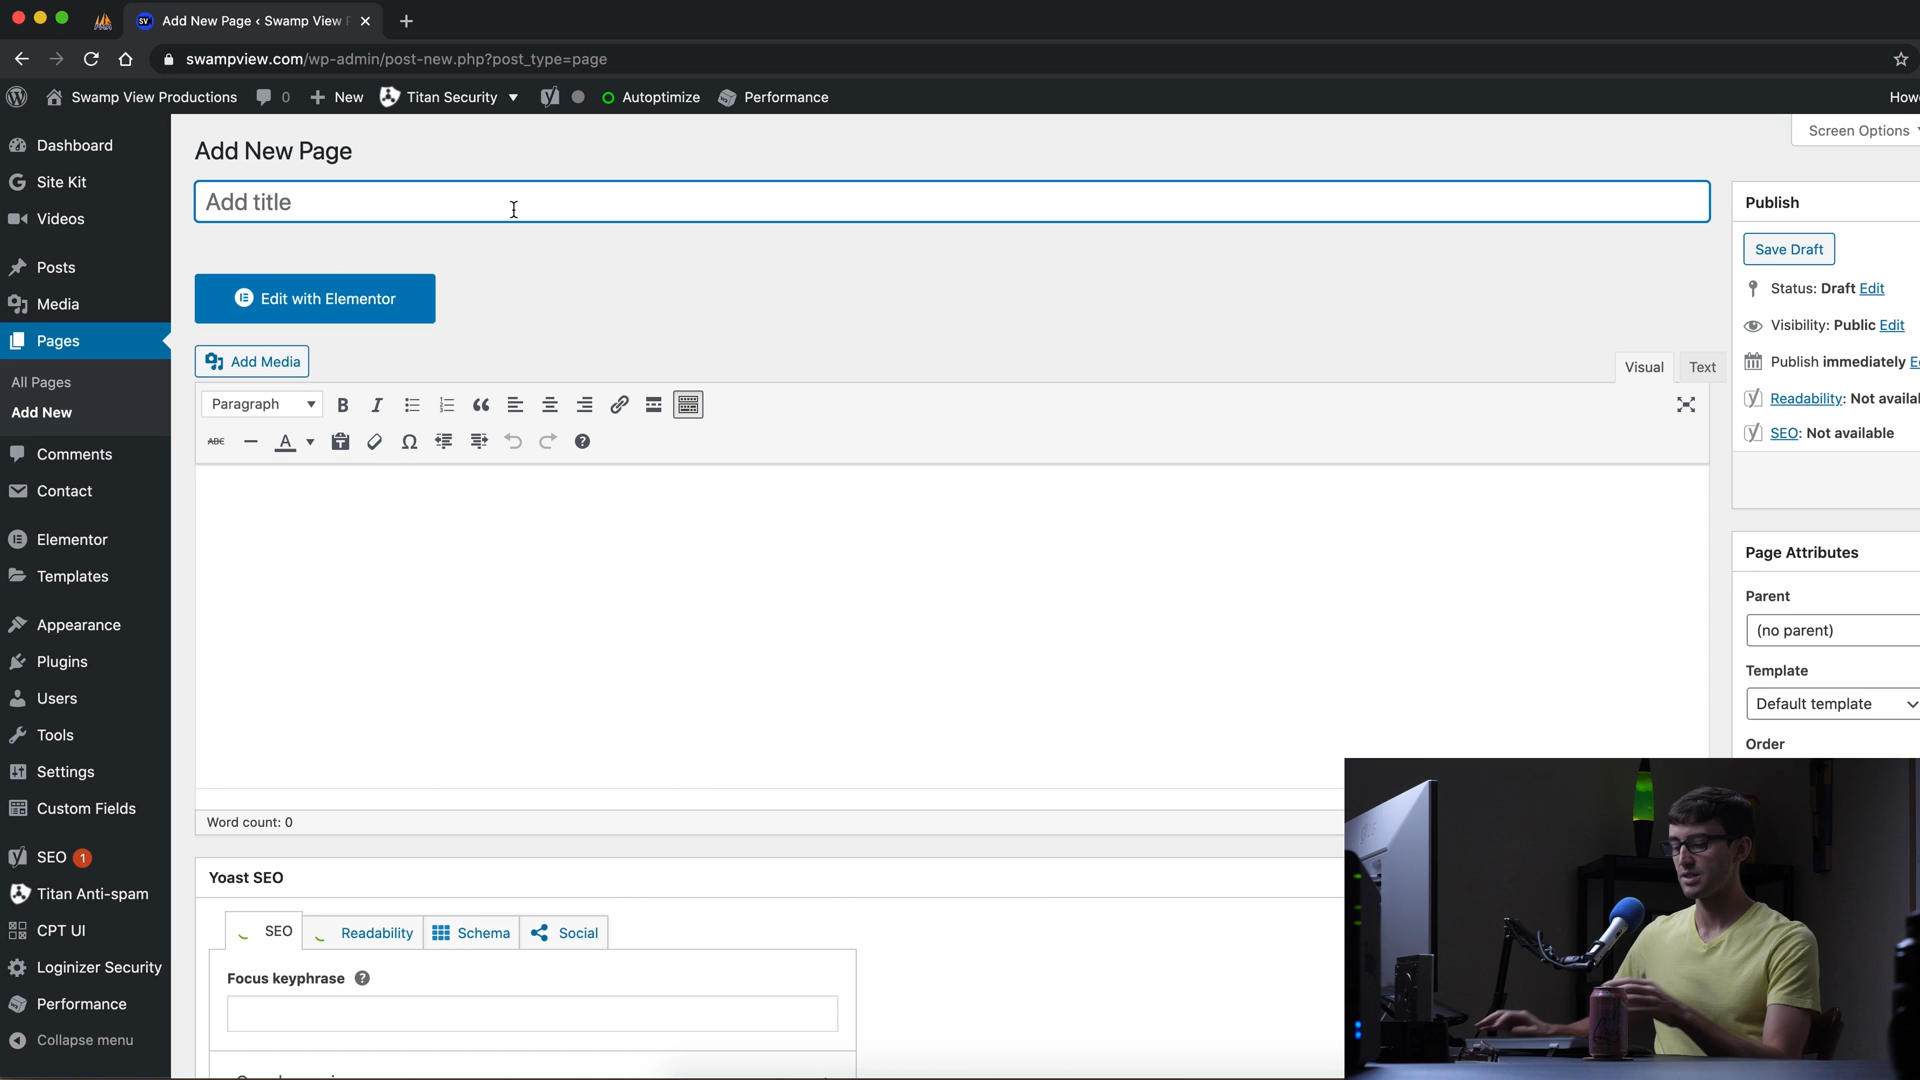 Add New Page < Swamp View
swampview.com/wp-admin/post-new.php?post_type=page
Swamp View Productions
0
New
Titan Security
Autoptimize
Performance
Dashboard
Site Kit
Videos
Posts
Media
Pages
All Pages
Add New
Comments
Contact
Elementor
Templates
Appearance
Plugins
Users
Tools
Settings
Custom Fields
SEO 1
Titan Anti-spam
CPT UI
Loginizer Security
Performance
Collapse menu
Screen Options
Add New Page
Add title
Edit with Elementor
Add Media
Visual
Text
Paragraph
B I
ABC
A
Word count: 0
Yoast SEO
SEO
Readability
Schema
Social
Focus keyphrase
Publish
Save Draft
Status: Draft Edit
Visibility: Public Edit
Publish immediately
Readability: Not
SEO: Not available
Page Attributes
Parent
(no parent)
Template
Default template
Order